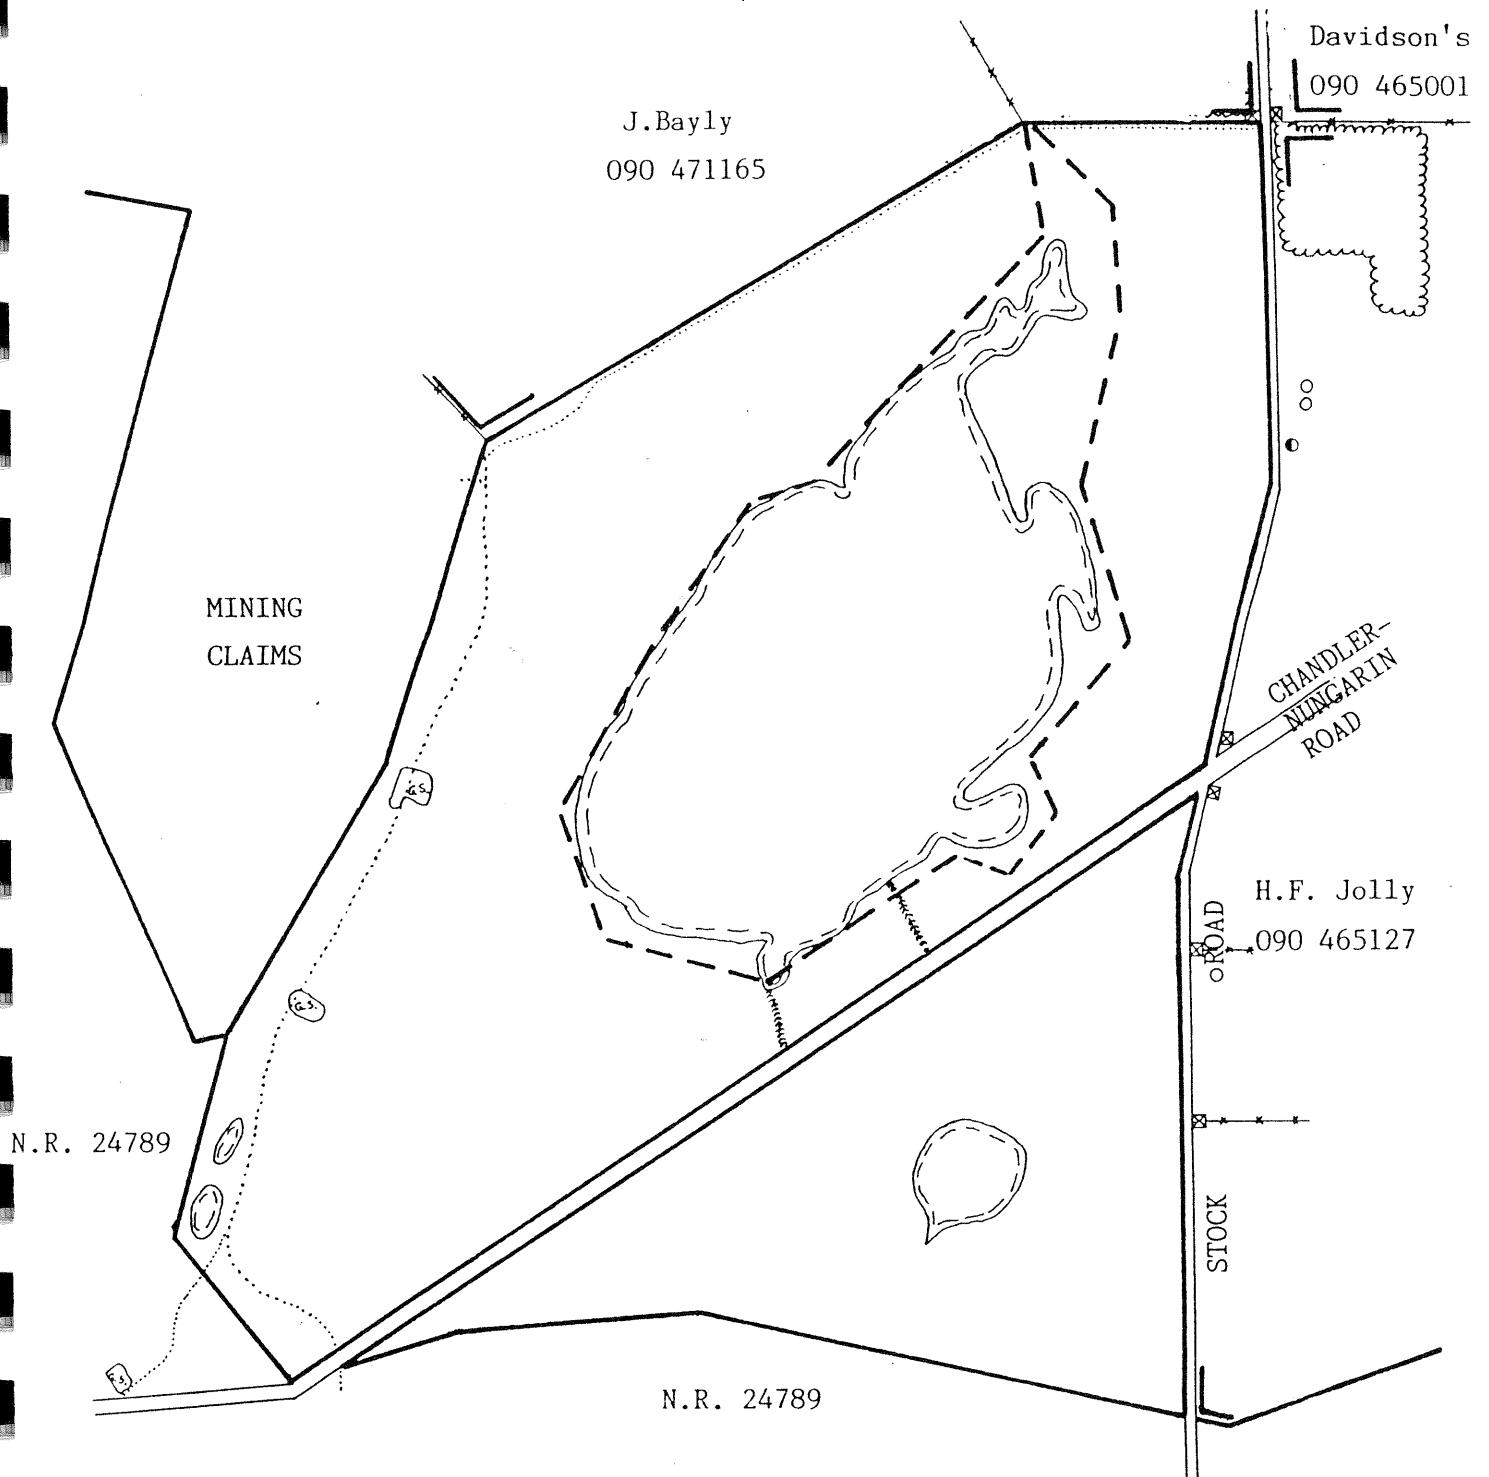 Davidson's
090 465001
J.Bayly
090 471165
MINING
CLAIMS
CHANDLER-
NUNGARIN
ROAD
G.S.
H.F. Jolly
090 465127
ROAD
G.S.
N.R. 24789
STOCK
G.S.
N.R. 24789